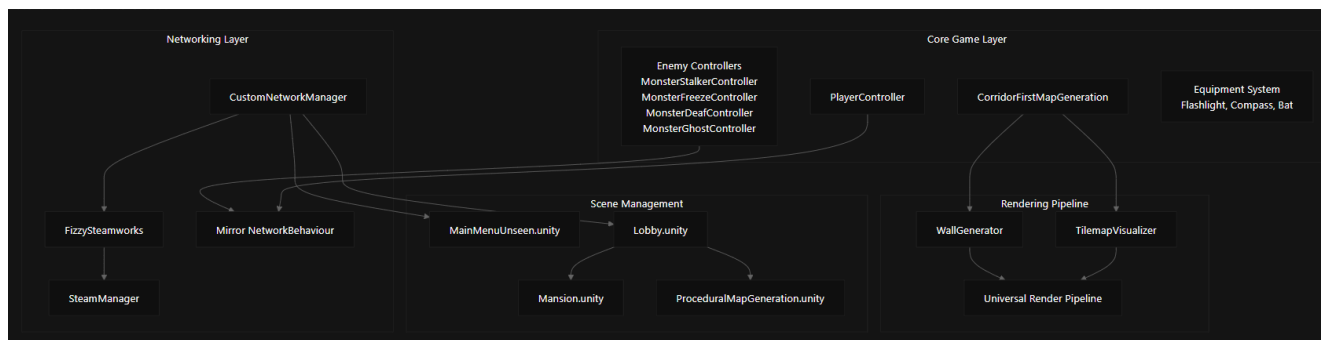 Networking Layer
Core Game Layer
CustomNetworkManager
Enemy Controllers
MonsterStalkerController
MonsterFreezeController
MonsterDeafController
MonsterGhostController
PlayerController
CorridorFirstMapGeneration
Equipment System
Flashlight, Compass, Bat
Scene Management
Rendering Pipeline
FizzySteamworks
Mirror NetworkBehaviour
MainMenuUnseen.unity
Lobby.unity
WallGenerator
TilemapVisualizer
SteamManager
Mansion.unity
ProceduralMapGeneration.unity
Universal Render Pipeline